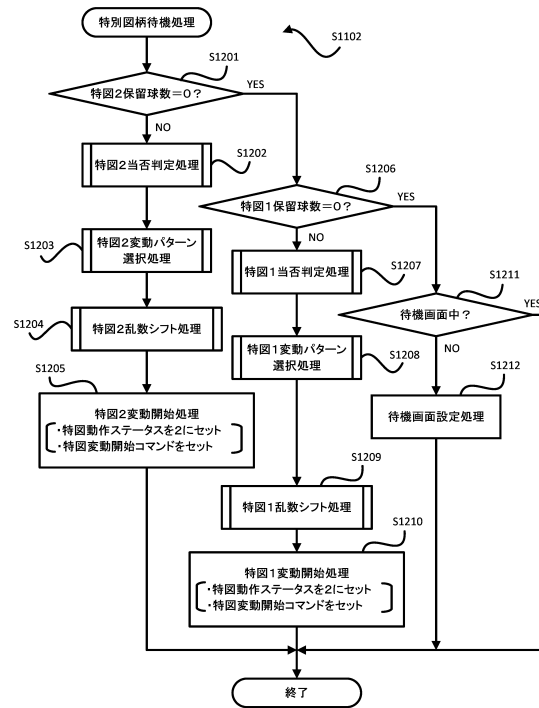 特別図柄待機処理
S1102
S1201
特図2保留球数=0?
YES
NO
S1202
特図2当否判定処理
S1206
特図1保留球数=0?
YES
NO
S1203
特図2変動パターン
選択処理
S1207
特図1当否判定処理
S1211
待機画面中?
YES
NO
S1204
特図2乱数シフト処理
S1208
特図1変動パターン
選択処理
S1205
特図2変動開始処理
・特図動作ステータスを2にセット
・特図変動開始コマンドをセット
S1212
待機画面設定処理
S1209
特図1乱数シフト処理
S1210
特図1変動開始処理
・特図動作ステータスを2にセット
・特図変動開始コマンドをセット
終了